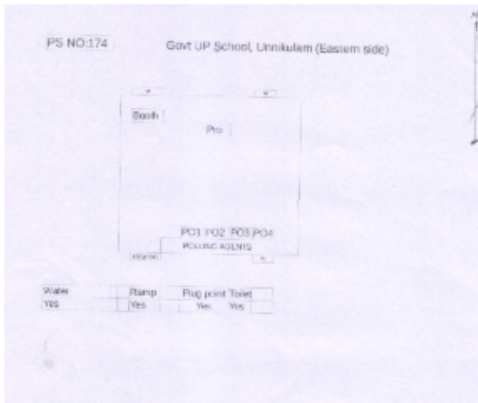 PS NO:174 Govt UP School, Unnikulam (Eastern side)
Booth
Pro
PO1 PO2 PO3 PO4
POLLING AGENTS
Water Ramp Plug point Toilet
Yes Yes Yes Yes